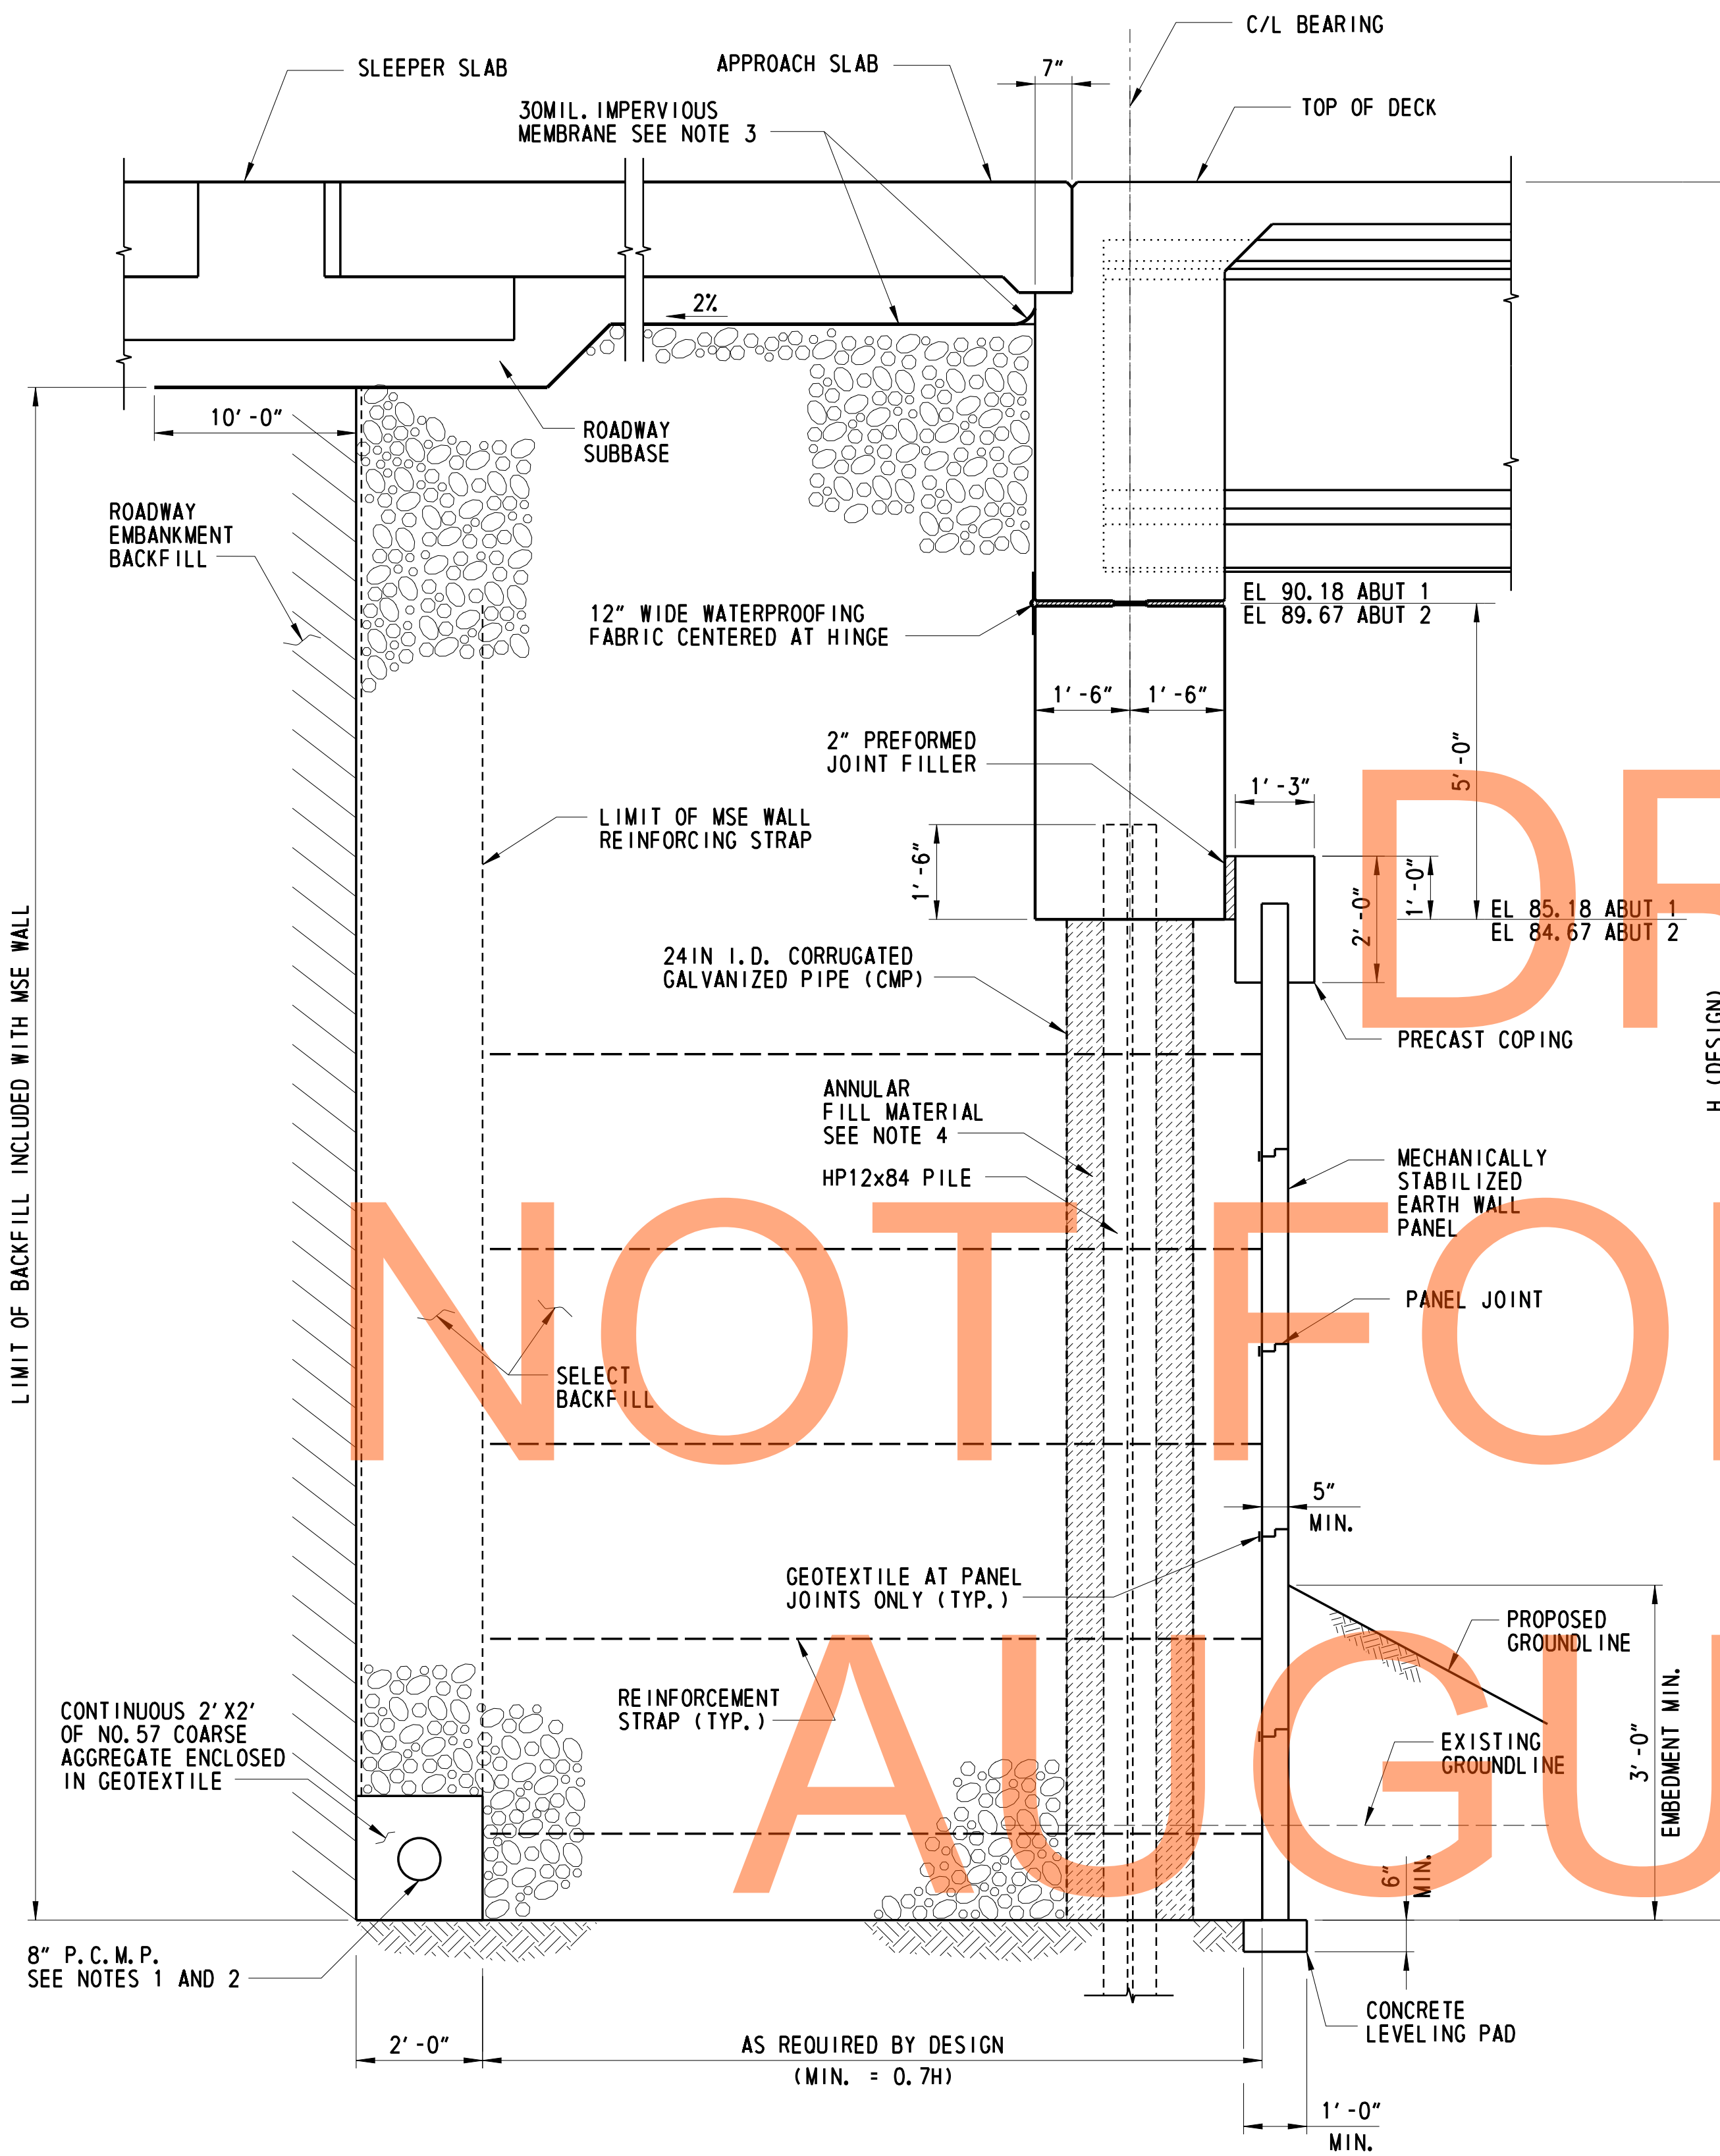 C/L BEARING
SLEEPER SLAB
APPROACH SLAB
7"
30MIL. IMPERVIOUS
MEMBRANE SEE NOTE 3
TOP OF DECK
2%
10'-0"
ROADWAY
SUBBASE
ROADWAY
EMBANKMENT
BACKFILL
12" WIDE WATERPROOFING
FABRIC CENTERED AT HINGE
EL 90.18 ABUT 1
EL 89.67 ABUT 2
1'-6"
1'-6"
2" PREFORMED
JOINT FILLER
5'-0"
1'-3"
LIMIT OF MSE WALL
REINFORCING STRAP
1'-6"
2'-0"
1'-0"
EL 85.18 ABUT 1
EL 84.67 ABUT 2
24IN I.D. CORRUGATED
GALVANIZED PIPE (CMP)
PRECAST COPING
H (DESIGN)
LIMIT OF BACKFILL INCLUDED WITH MSE WALL
ANNULAR
FILL MATERIAL
SEE NOTE 4
HP12x84 PILE
MECHANICALLY
STABILIZED
EARTH WALL
PANEL
PANEL JOINT
SELECT
BACKFILL
5"
MIN.
GEOTEXTILE AT PANEL
JOINTS ONLY (TYP.)
PROPOSED
GROUNDLINE
REINFORCEMENT
STRAP (TYP.)
CONTINUOUS 2'X2'
OF NO.57 COARSE
AGGREGATE ENCLOSED
IN GEOTEXTILE
EXISTING
GROUNDLINE
3'-0"
EMBEDMENT MIN.
6"
MIN.
8" P.C.M.P.
SEE NOTES 1 AND 2
CONCRETE
LEVELING PAD
2'-0"
AS REQUIRED BY DESIGN
(MIN. = 0.7H)
1'-0"
MIN.
NOT